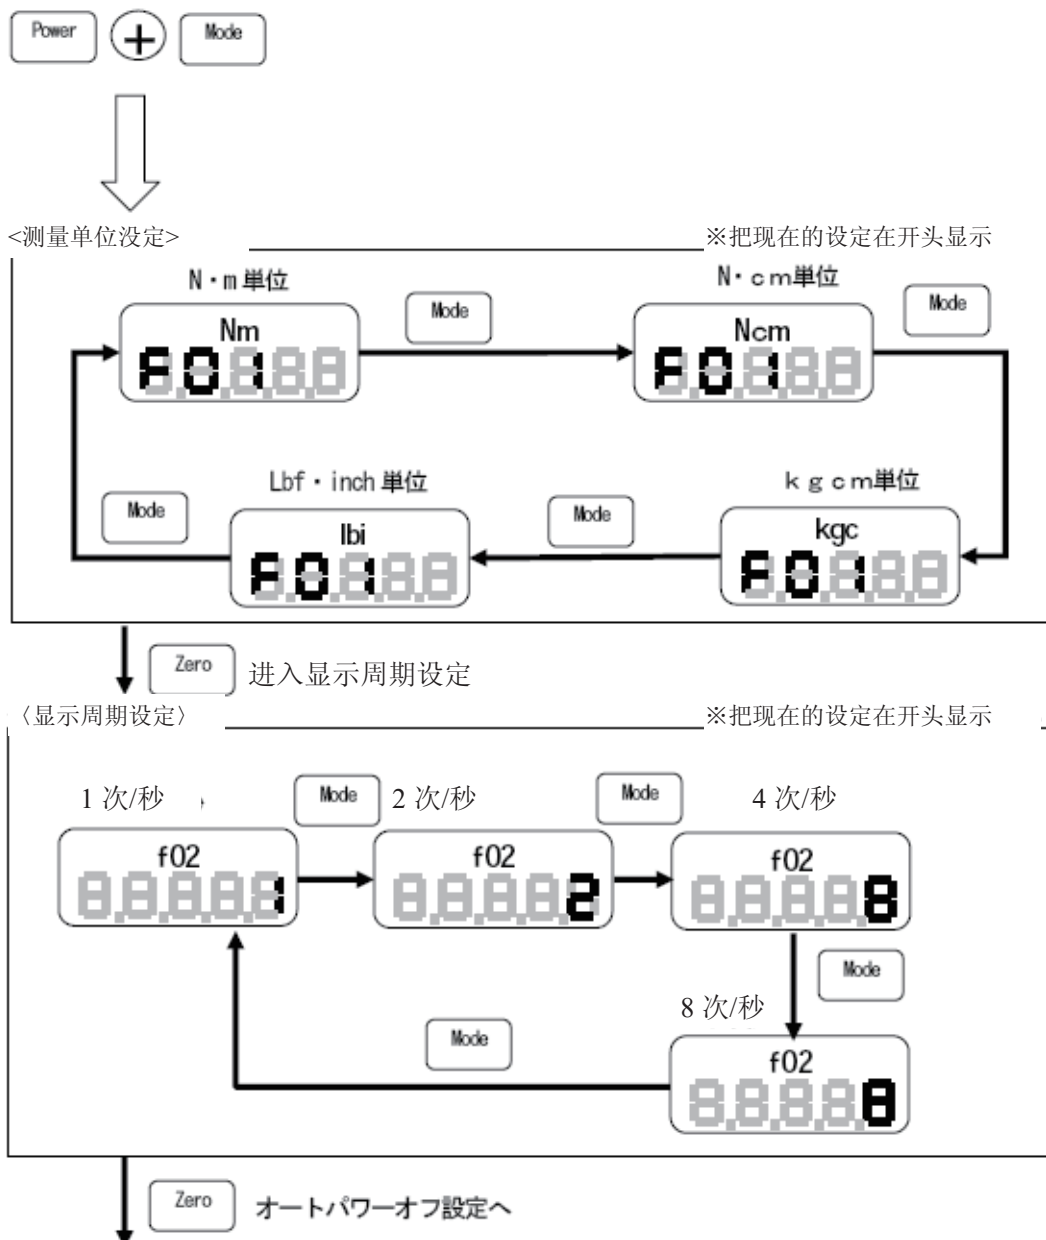 Power + Mode
<测量单位没定> ※把现在的设定在开头显示
N・m 単位 N・cm単位
Mode Mode
Nm Ncm
F01 F01
Lbf・inch 単位 kgcm単位
Mode Mode
lbi kgc
F01 F01
Zero 进入显示周期设定
〈显示周期设定〉 ※把现在的设定在开头显示
1 次/秒 Mode 2 次/秒 Mode 4 次/秒
f02 f02 f02
1 2 8
Mode
8 次/秒
Mode
f02
8
Zero オートパワーオフ設定へ